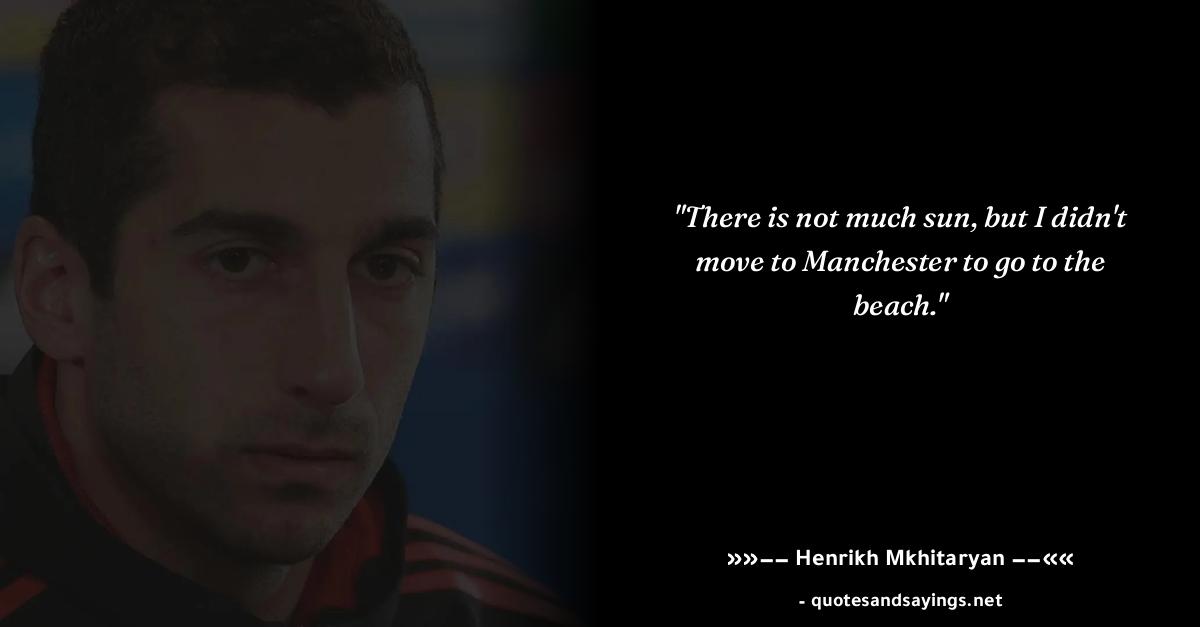 "There is not much sun, but I didn't
move to Manchester to go to the
beach."
»»–– Henrikh Mkhitaryan ––««
- quotesandsayings.net